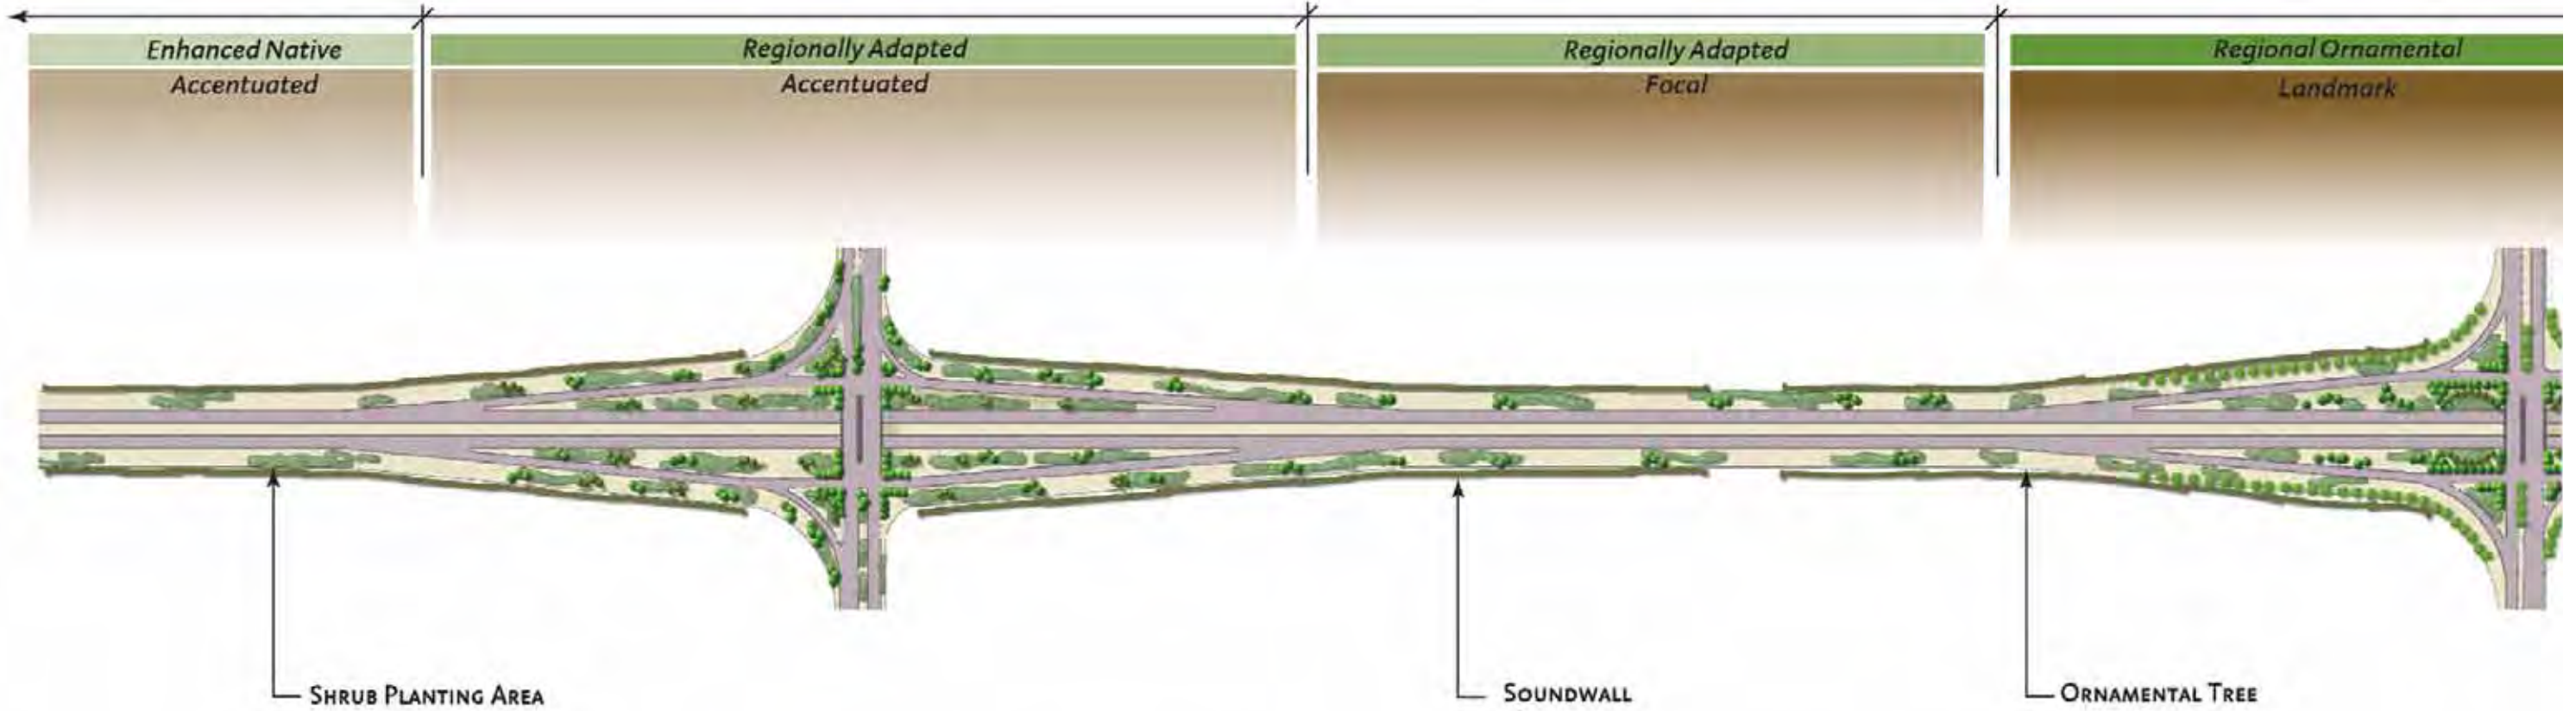 Enhanced Native
Accentuated
Regionally Adapted
Accentuated
Regionally Adapted
Focal
Regional Ornamental
Landmark
SHRUB PLANTING AREA
SOUNDWALL
ORNAMENTAL TREE